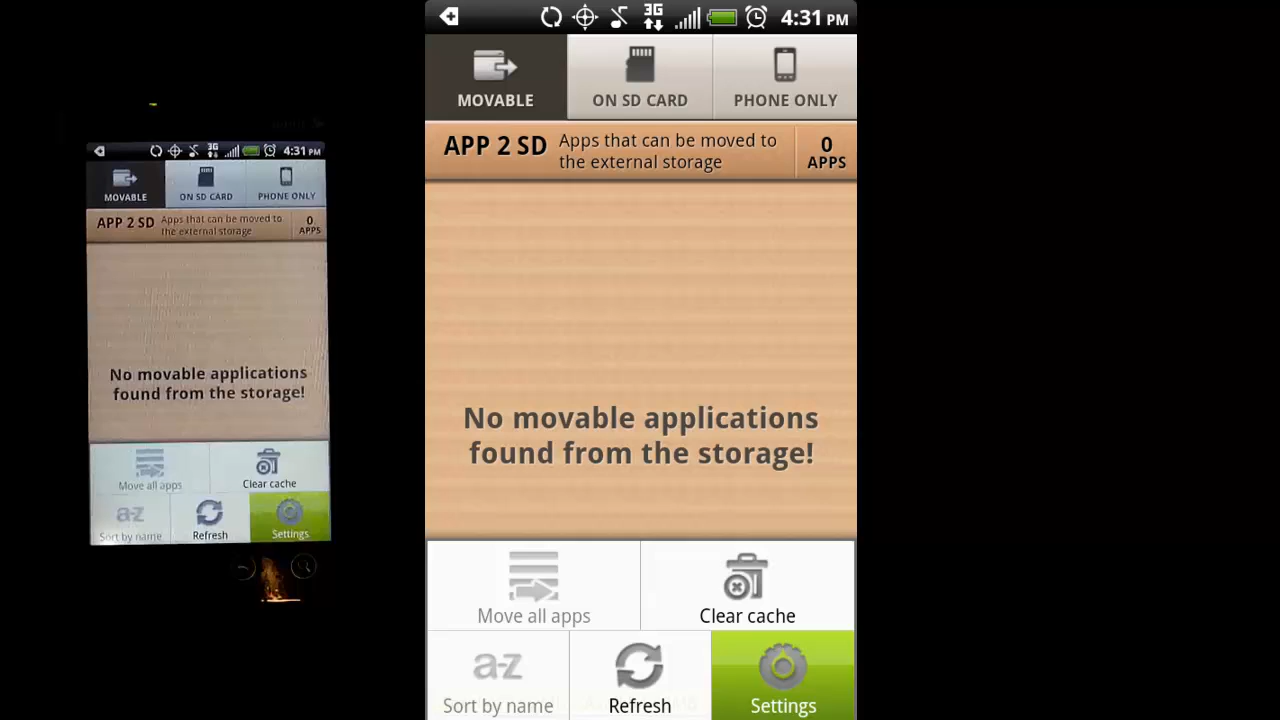 4:31 PM
MOVABLE
ON SD CARD
PHONE ONLY
APP 2 SD
Apps that can be moved to
the external storage
0
APPS
No movable applications
found from the storage!
Move all apps
Clear cache
a-z
Sort by name
Refresh
Settings
3G
4:31 PM
MOVABLE
ON SD CARD
PHONE ONLY
APP 2 SD
Apps that can be moved to
the external storage
0
APPS
No movable applications
found from the storage!
Move all apps
Clear cache
a-z
Sort by name
Refresh
Settings